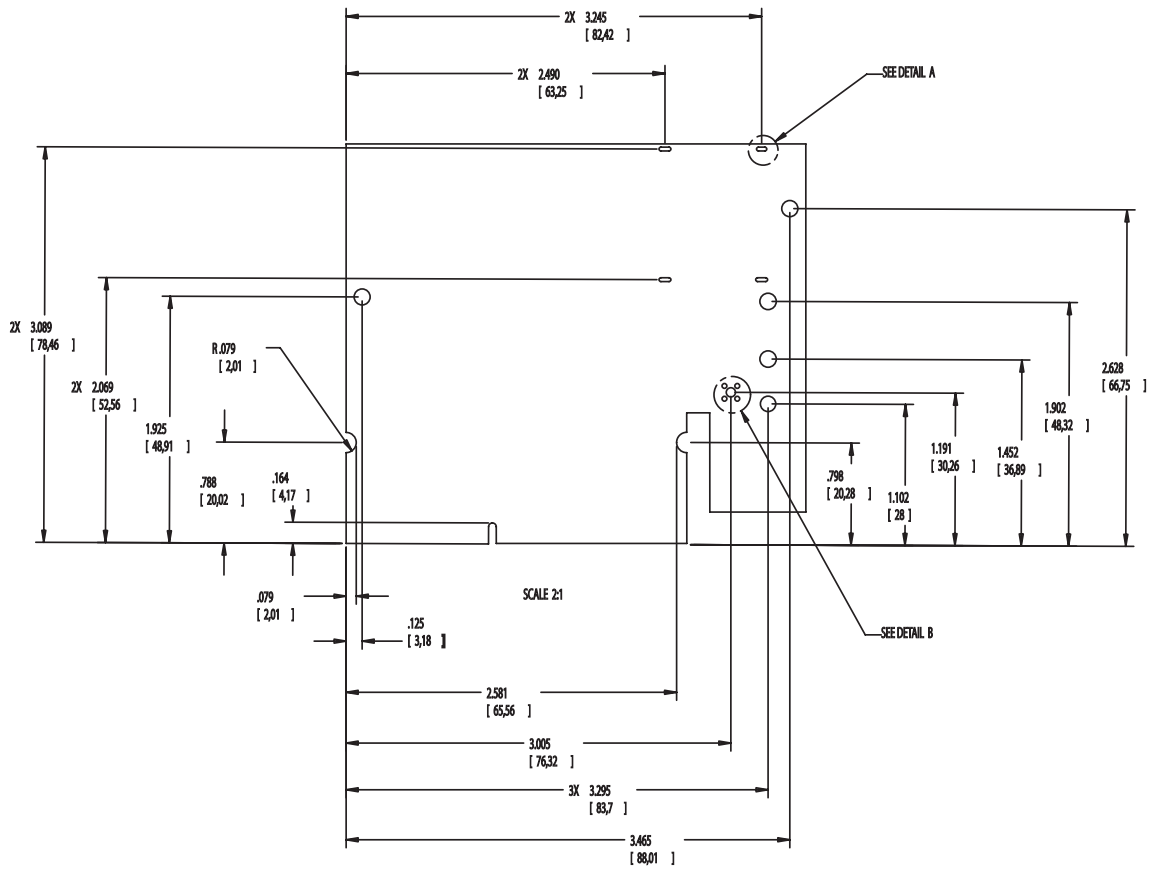 2X 3.245
[ 82,42 ]
2X 2.490
[ 63,25 ]
SEE DETAIL A
2X 3.089
[ 78,46 ]
2X 2.069
[ 52,56 ]
1.925
[ 48,91 ]
R .079
[ 2,01 ]
.788
[ 20,02 ]
.164
[ 4,17 ]
2.628
[ 66,75 ]
1.902
[ 48,32 ]
1.452
[ 36,89 ]
1.191
[ 30,26 ]
1.102
[ 28 ]
.798
[ 20,28 ]
.079
[ 2,01 ]
SCALE 2:1
.125
[ 3,18 ]
SEE DETAIL B
2.581
[ 65,56 ]
3.005
[ 76,32 ]
3X 3.295
[ 83,7 ]
3.465
[ 88,01 ]